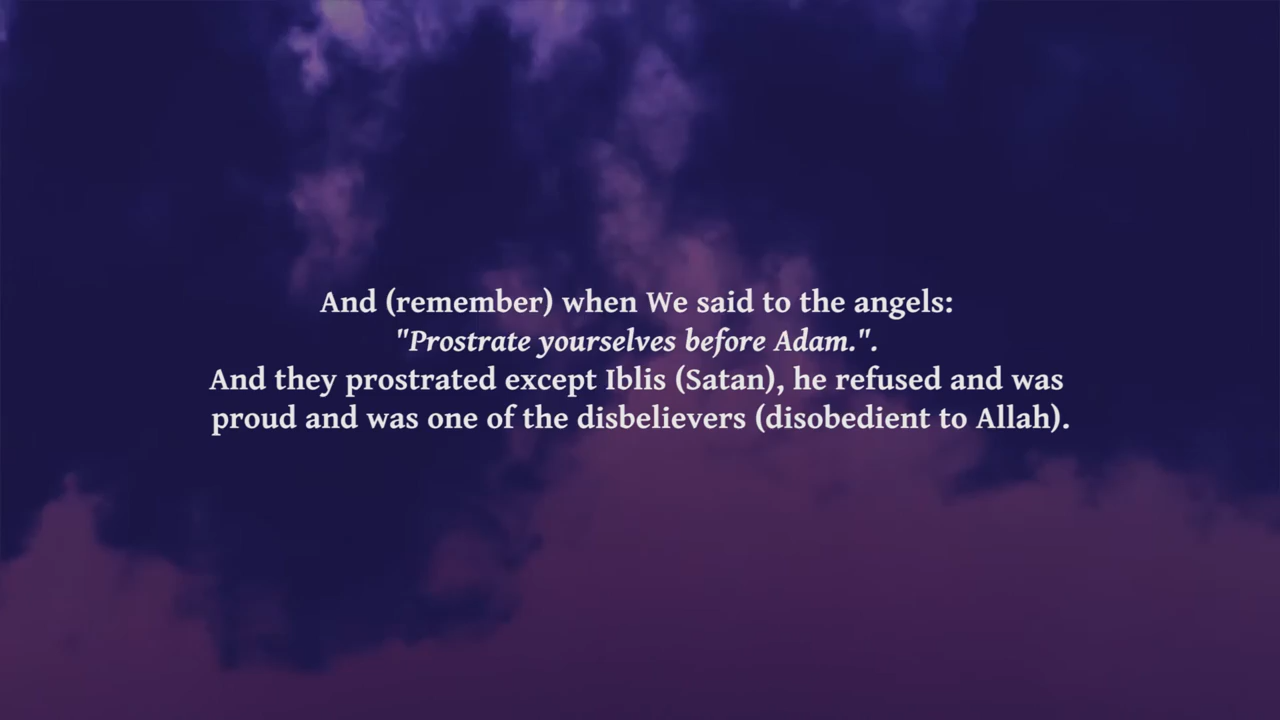 And (remember) when We said to the angels:
"Prostrate yourselves before Adam.".
And they prostrated except Iblis (Satan), he refused and was
proud and was one of the disbelievers (disobedient to Allah).